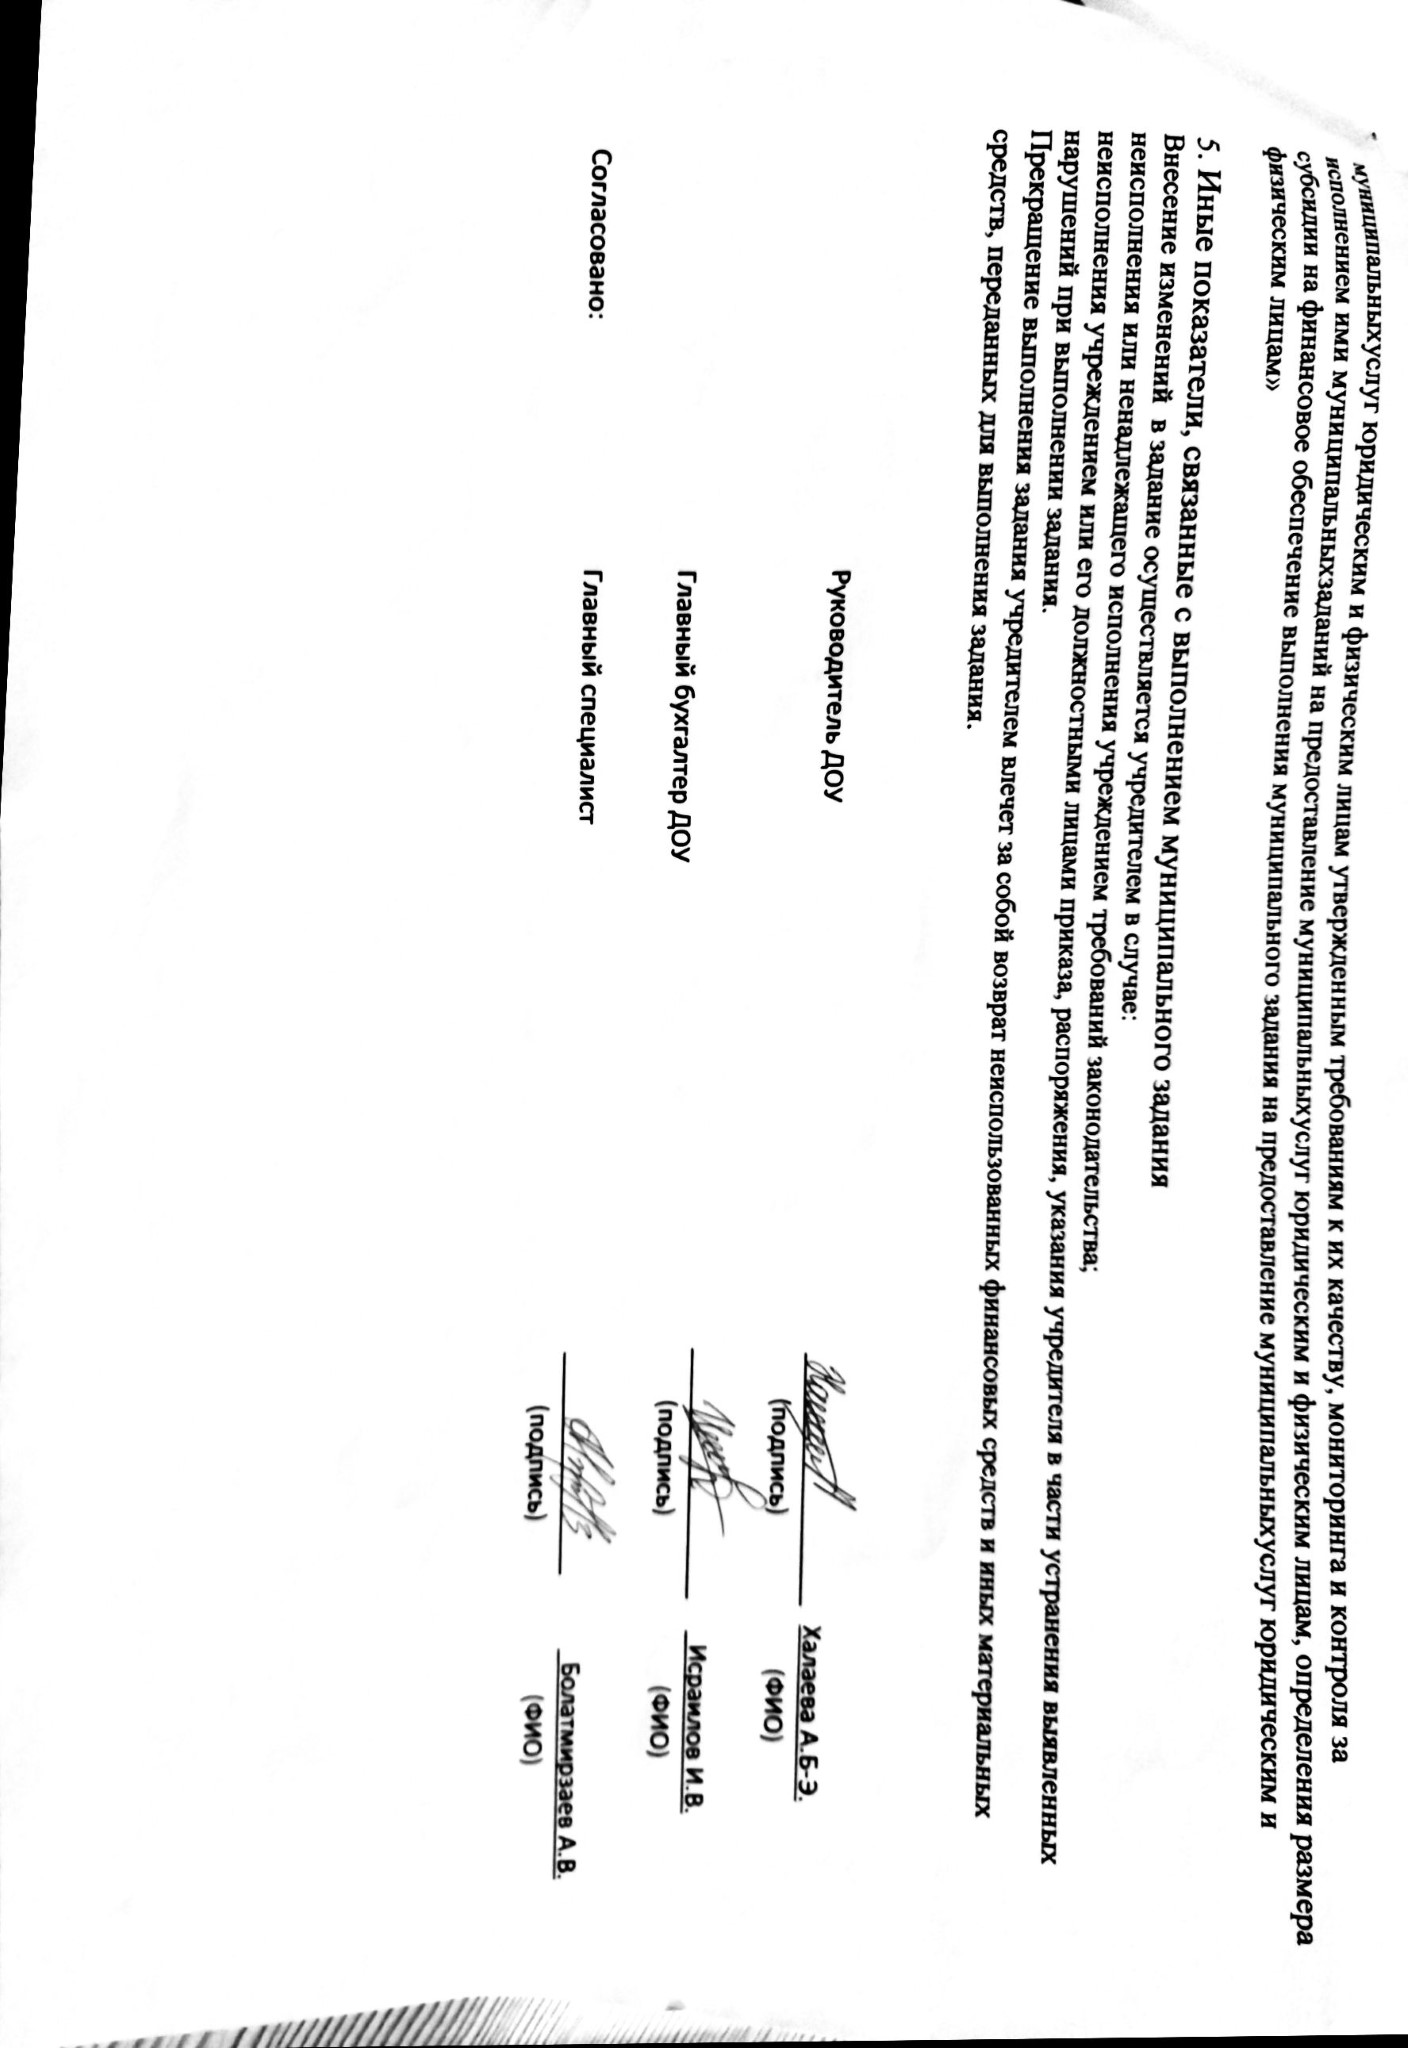 муниципальныхуслуг юридическим и физическим лицам утвержденным требованиям к их качеству, мониторинга и контроля за
исполнением ими муниципальныхзаданий на предоставление муниципальныхуслуг юридическим и физическим лицам, определения размера
субсидии на финансовое обеспечение выполнения муниципального задания на предоставление муниципальныхуслуг юридическим и
физическим лицам»
5. Иные показатели, связанные с выполнением муниципального задания
Внесение изменений в задание осуществляется учредителем в случае:
неисполнения или ненадлежащего исполнения учреждением требований законодательства;
неисполнения учреждением или его должностными лицами приказа, распоряжения, указания учредителя в части устранения выявленных
нарушений при выполнении задания.
Прекращение выполнения задания учредителем влечет за собой возврат неиспользованных финансовых средств и иных материальных
средств, переданных для выполнения задания.
Руководитель ДОУ Халаева А.Б-Э.
(подпись) (ФИО)
Главный бухгалтер ДОУ Исраилов И.В.
(подпись) (ФИО)
Согласовано: Главный специалист Болатмирзаев А.В.
(подпись) (ФИО)